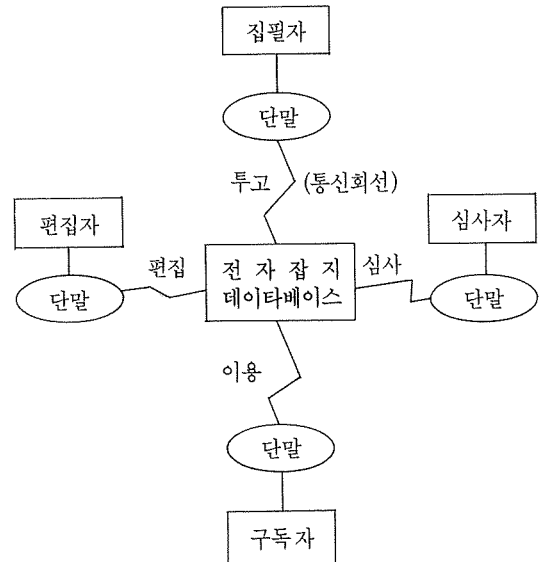 집필자
단말
투고 (통신회선)
편집자
심사자
편집
전 자 잡 지
심사
단말
데이타베이스
단말
이용
단말
구독자